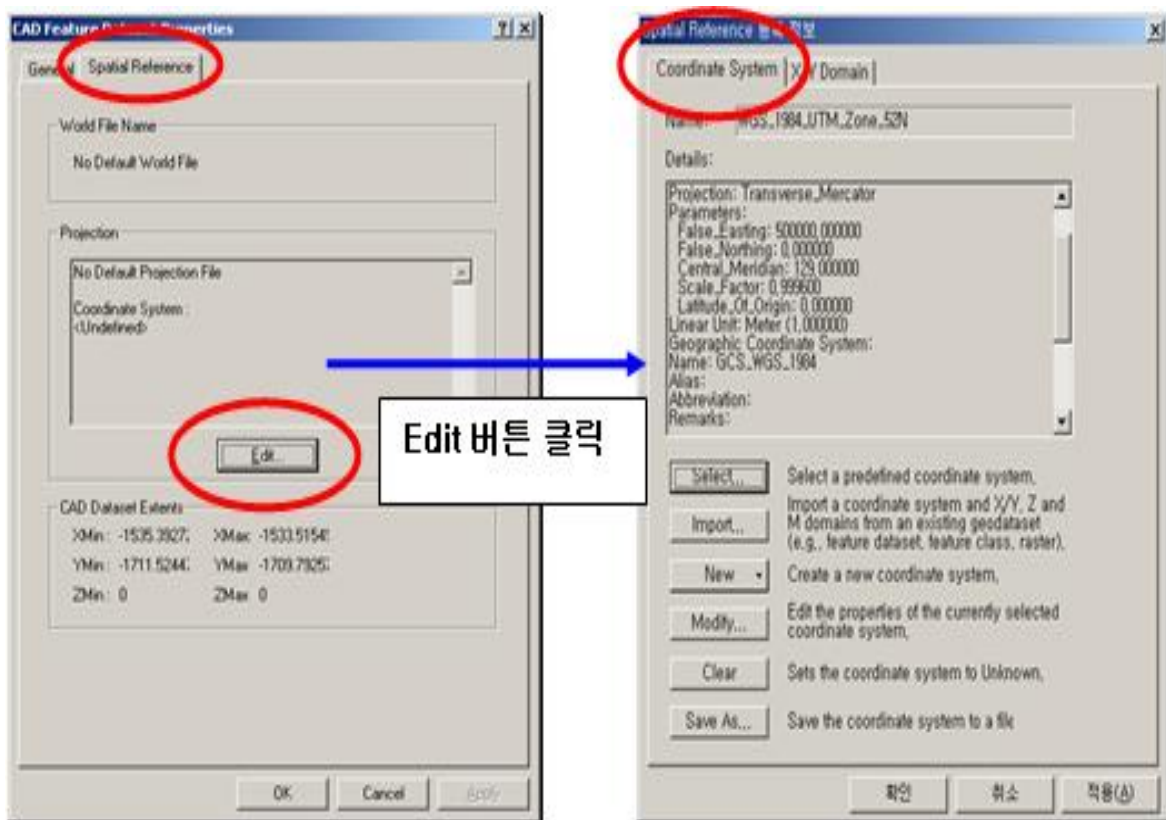 CAD Feature Dataset Properties
General
Spatial Reference
World File Name
No Default World File
Projection
No Default Projection File
Coordinate System :
<Undefined>
Edit...
CAD Dataset Extents
XMin : -1535.3927
XMax -1533.5154
YMin : -1711.5244
YMax -1709.7925
ZMin : 0
ZMax 0
OK
Cancel
Apply
Edit 버튼 클릭
Spatial Reference 등록 정보
Coordinate System
X/Y Domain
Name: WGS_1984_UTM_Zone_52N
Details:
Projection: Transverse_Mercator
Parameters:
False_Easting: 500000,000000
False_Northing: 0,000000
Central_Meridian: 129,000000
Scale_Factor: 0,999600
Latitude_Of_Origin: 0,000000
Linear Unit: Meter (1,000000)
Geographic Coordinate System:
Name: GCS_WGS_1984
Alias:
Abbreviation:
Remarks:
Select...
Select a predefined coordinate system,
Import...
Import a coordinate system and X/Y, Z and
M domains from an existing geodataset
(e.g., feature dataset, feature class, raster),
New
Create a new coordinate system,
Modify...
Edit the properties of the currently selected
coordinate system,
Clear
Sets the coordinate system to Unknown,
Save As...
Save the coordinate system to a file
확인
취소
적용(A)